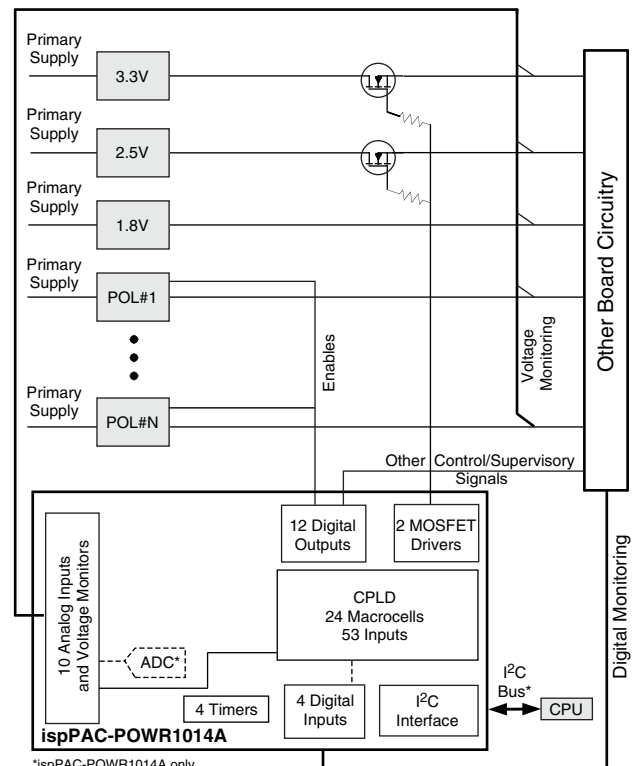 Primary
Supply
3.3V
Primary
Supply
2.5V
Primary
Supply
1.8V
Primary
Supply
POL#1
Primary
Supply
POL#N
Enables
Voltage
Monitoring
Other Board Circuitry
Other Control/Supervisory
Signals
12 Digital
Outputs
2 MOSFET
Drivers
10 Analog Inputs
and Voltage Monitors
CPLD
24 Macrocells
53 Inputs
ADC*
4 Timers
4 Digital
Inputs
I2C
Interface
I2C
Bus*
CPU
Digital Monitoring
ispPAC-POWR1014A
*ispPAC-POWR1014A only